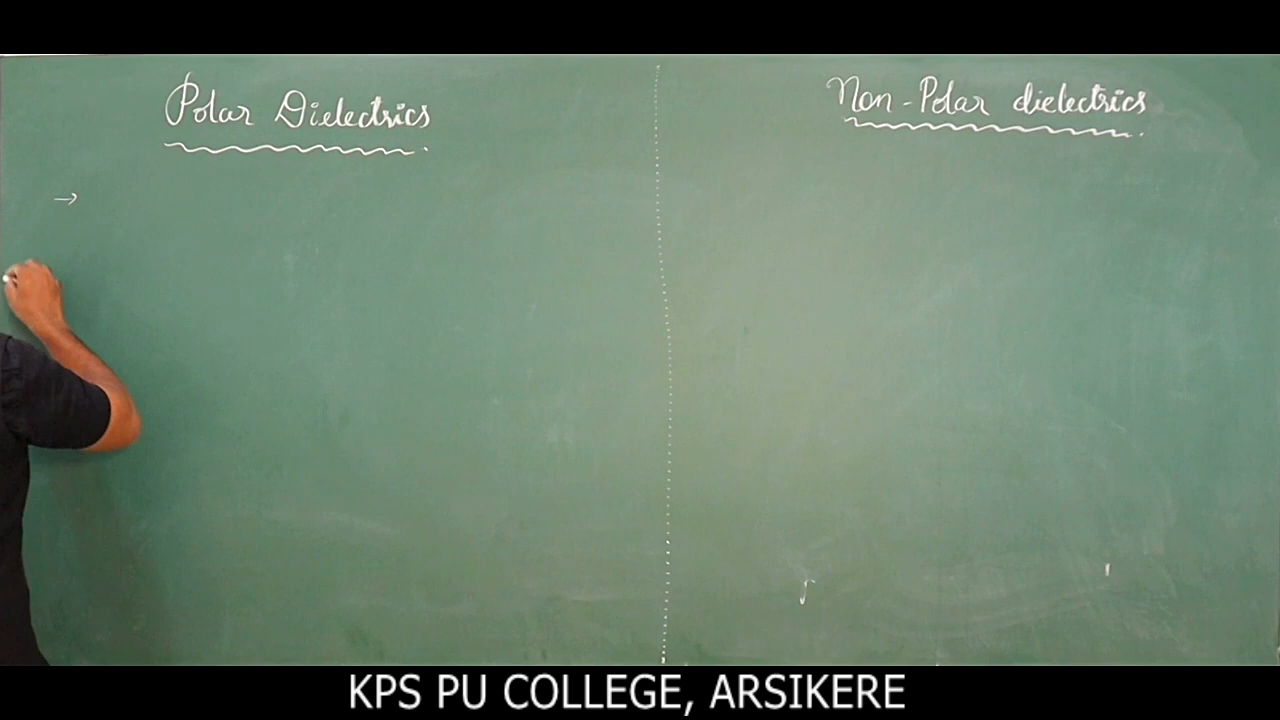 Polar Dielectrics
Non-Polar dielectrics
→
KPS PU COLLEGE, ARSIKERE